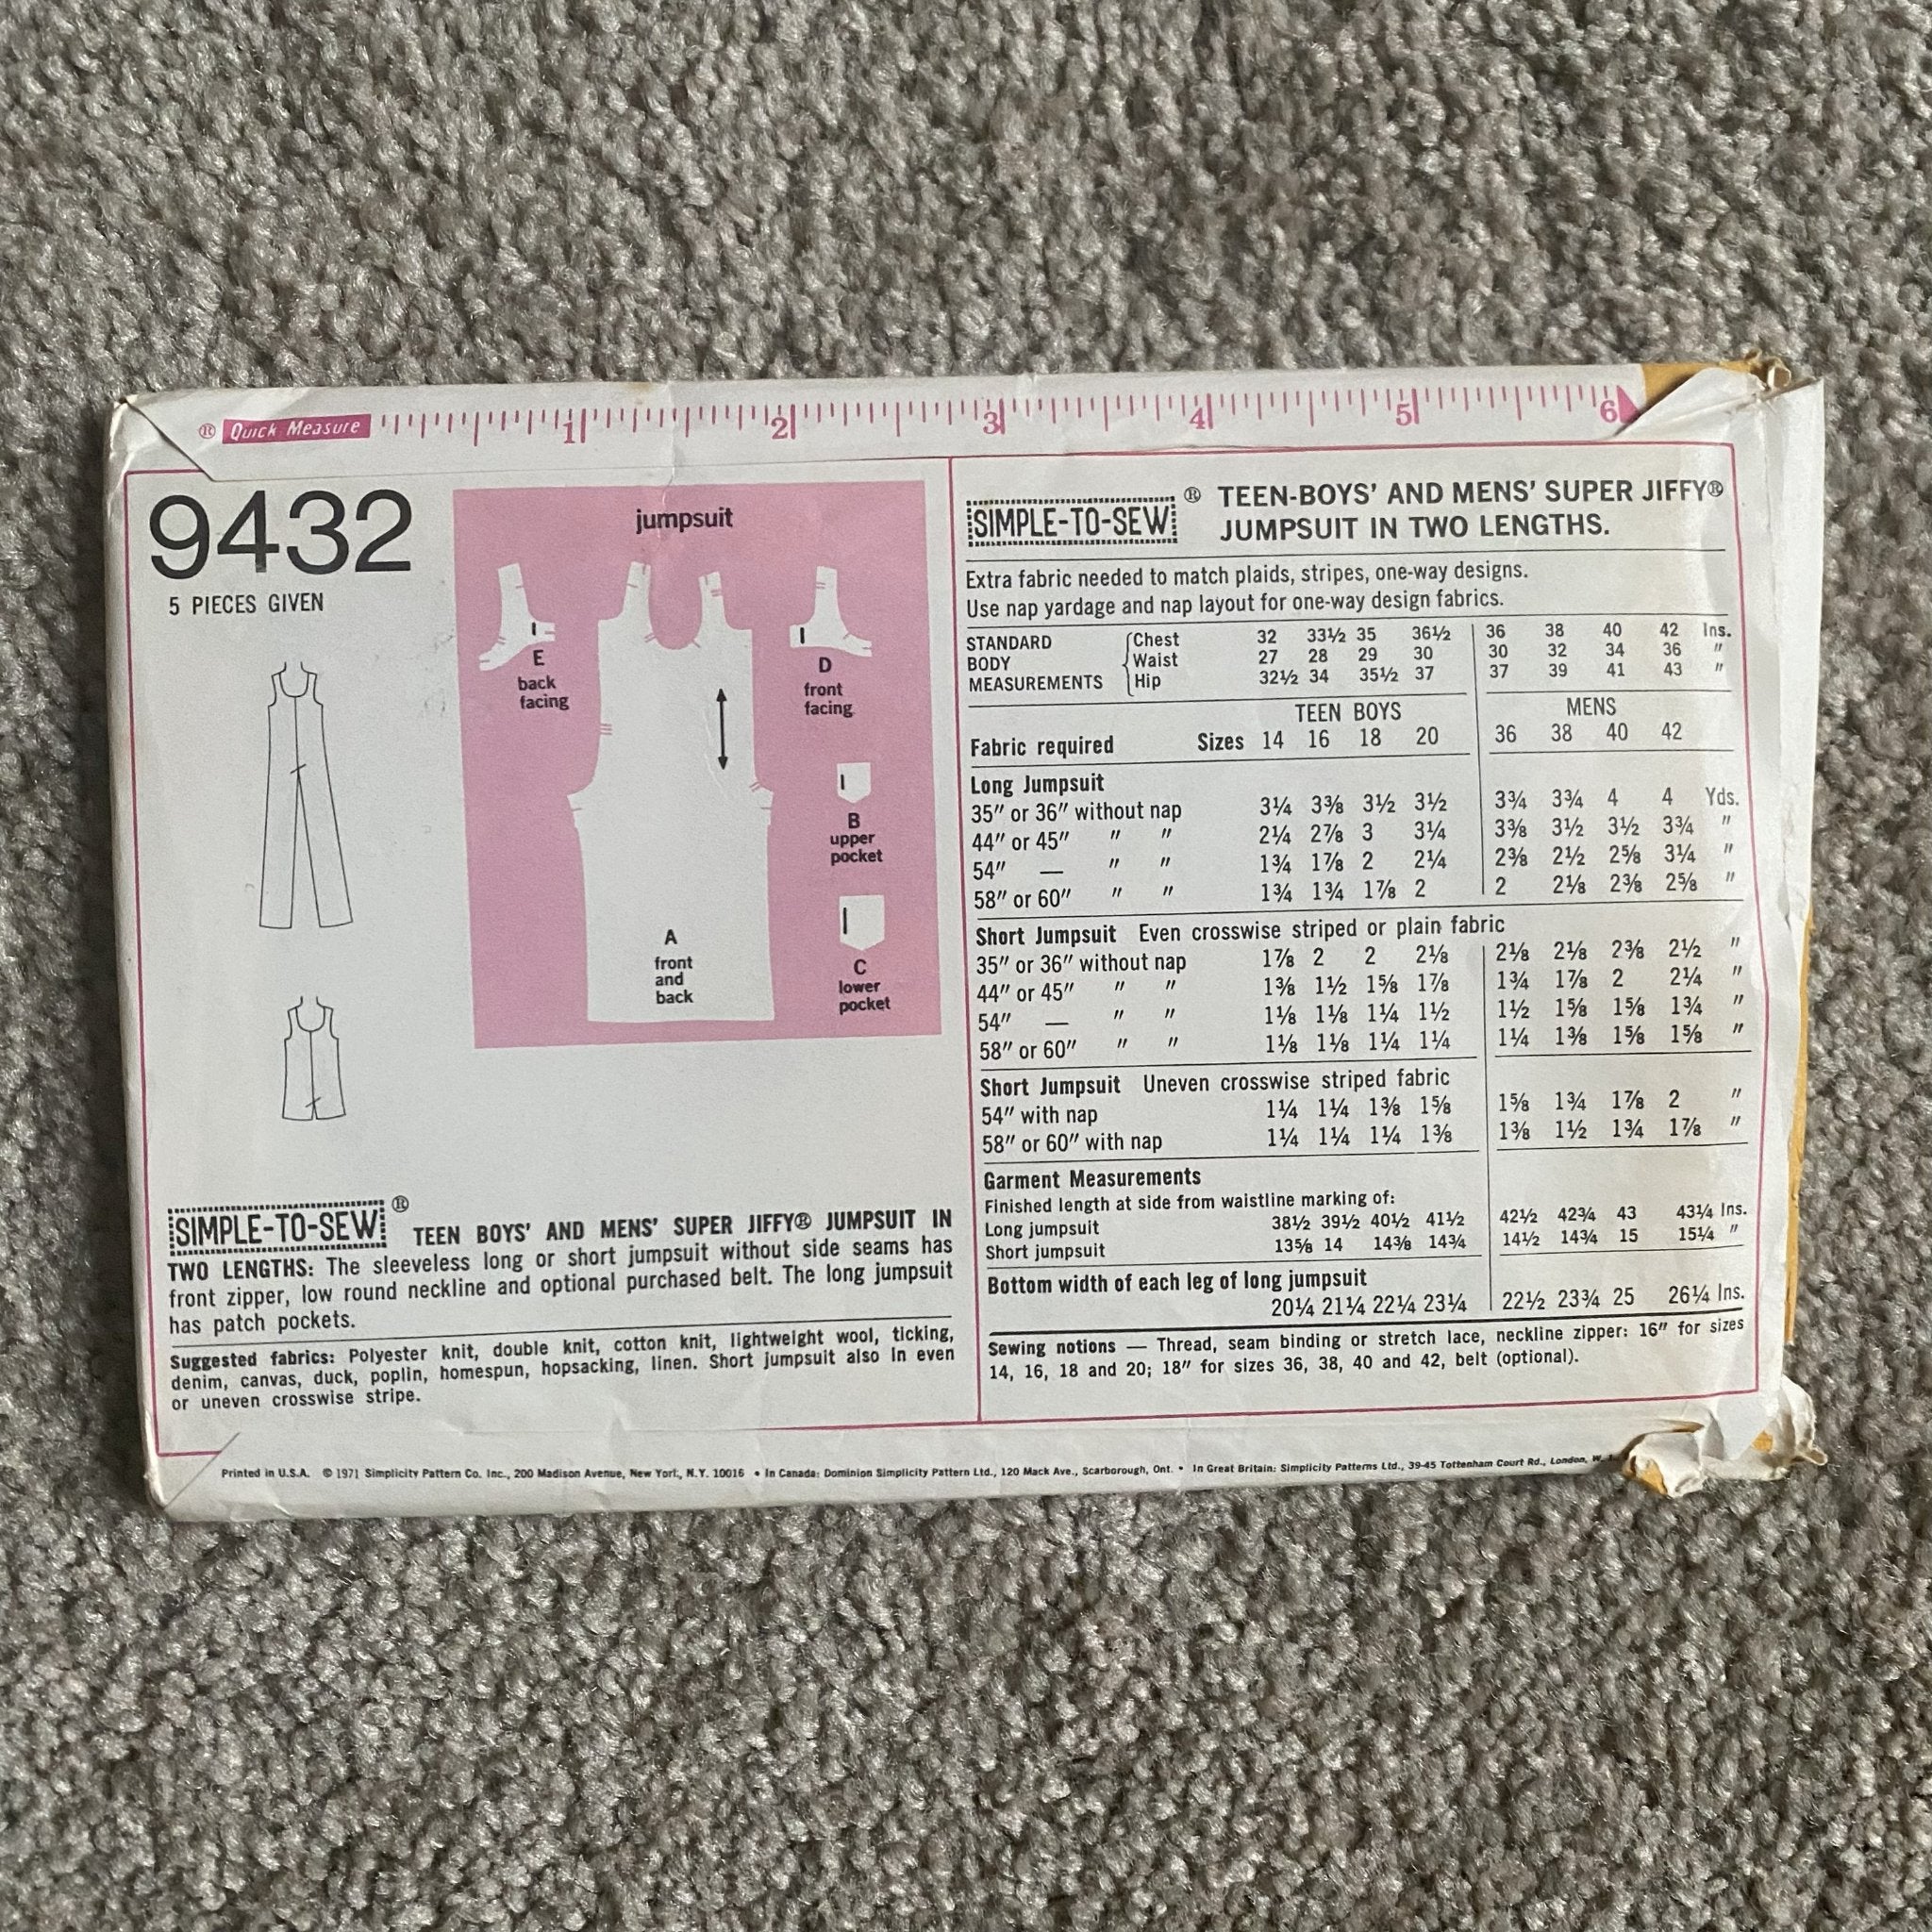 ® Quick Measure 1 2 3 4 5 6
9432
5 PIECES GIVEN
jumpsuit
E
back
facing
D
front
facing
B
upper
pocket
A
front
and
back
C
lower
pocket
SIMPLE-TO-SEW ® TEEN BOYS' AND MENS' SUPER JIFFY® JUMPSUIT IN
TWO LENGTHS: The sleeveless long or short jumpsuit without side seams has
front zipper, low round neckline and optional purchased belt. The long jumpsuit
has patch pockets.
Suggested fabrics: Polyester knit, double knit, cotton knit, lightweight wool, ticking,
denim, canvas, duck, poplin, homespun, hopsacking, linen. Short jumpsuit also in even
or uneven crosswise stripe.
SIMPLE-TO-SEW ® TEEN-BOYS' AND MENS' SUPER JIFFY®
JUMPSUIT IN TWO LENGTHS.
Extra fabric needed to match plaids, stripes, one-way designs.
Use nap yardage and nap layout for one-way design fabrics.
STANDARD Chest 32 33½ 35 36½ 36 38 40 42 Ins.
BODY Waist 27 28 29 30 30 32 34 36 "
MEASUREMENTS Hip 32½ 34 35½ 37 37 39 41 43 "
TEEN BOYS MENS
Fabric required Sizes 14 16 18 20 36 38 40 42
Long Jumpsuit
35" or 36" without nap 3¼ 3⅜ 3½ 3½ 3¾ 3¾ 4 4 Yds.
44" or 45" " " 2¼ 2⅞ 3 3¼ 3⅜ 3½ 3½ 3¾ "
54" — " " 1¾ 1⅞ 2 2¼ 2⅜ 2½ 2⅝ 3¼ "
58" or 60" " " 1¾ 1¾ 1⅞ 2 2 2⅛ 2⅜ 2⅝ "
Short Jumpsuit Even crosswise striped or plain fabric
35" or 36" without nap 1⅞ 2 2 2⅛ 2⅛ 2⅛ 2⅜ 2½ "
44" or 45" " " 1⅜ 1½ 1⅝ 1⅞ 1¾ 1⅞ 2 2¼ "
54" — " " 1⅛ 1⅛ 1¼ 1½ 1½ 1⅝ 1⅝ 1¾ "
58" or 60" " " 1⅛ 1⅛ 1¼ 1¼ 1¼ 1⅜ 1⅝ 1⅝ "
Short Jumpsuit Uneven crosswise striped fabric
54" with nap 1¼ 1¼ 1⅜ 1⅝ 1⅝ 1¾ 1⅞ 2 "
58" or 60" with nap 1¼ 1¼ 1¼ 1⅜ 1⅜ 1½ 1¾ 1⅞ "
Garment Measurements
Finished length at side from waistline marking of:
Long jumpsuit 38½ 39½ 40½ 41½ 42½ 42¾ 43 43¼ Ins.
Short jumpsuit 13⅝ 14 14⅜ 14¾ 14½ 14¾ 15 15¼ "
Bottom width of each leg of long jumpsuit
20¼ 21¼ 22¼ 23¼ 22½ 23¾ 25 26¼ Ins.
Sewing notions — Thread, seam binding or stretch lace, neckline zipper: 16" for sizes
14, 16, 18 and 20; 18" for sizes 36, 38, 40 and 42, belt (optional).
Printed in U.S.A. © 1971 Simplicity Pattern Co. Inc., 200 Madison Avenue, New York, N.Y. 10016 • In Canada: Dominion Simplicity Pattern Ltd., 120 Mack Ave., Scarborough, Ont. • In Great Britain: Simplicity Patterns Ltd., 39-45 Tottenham Court Rd., London, W.